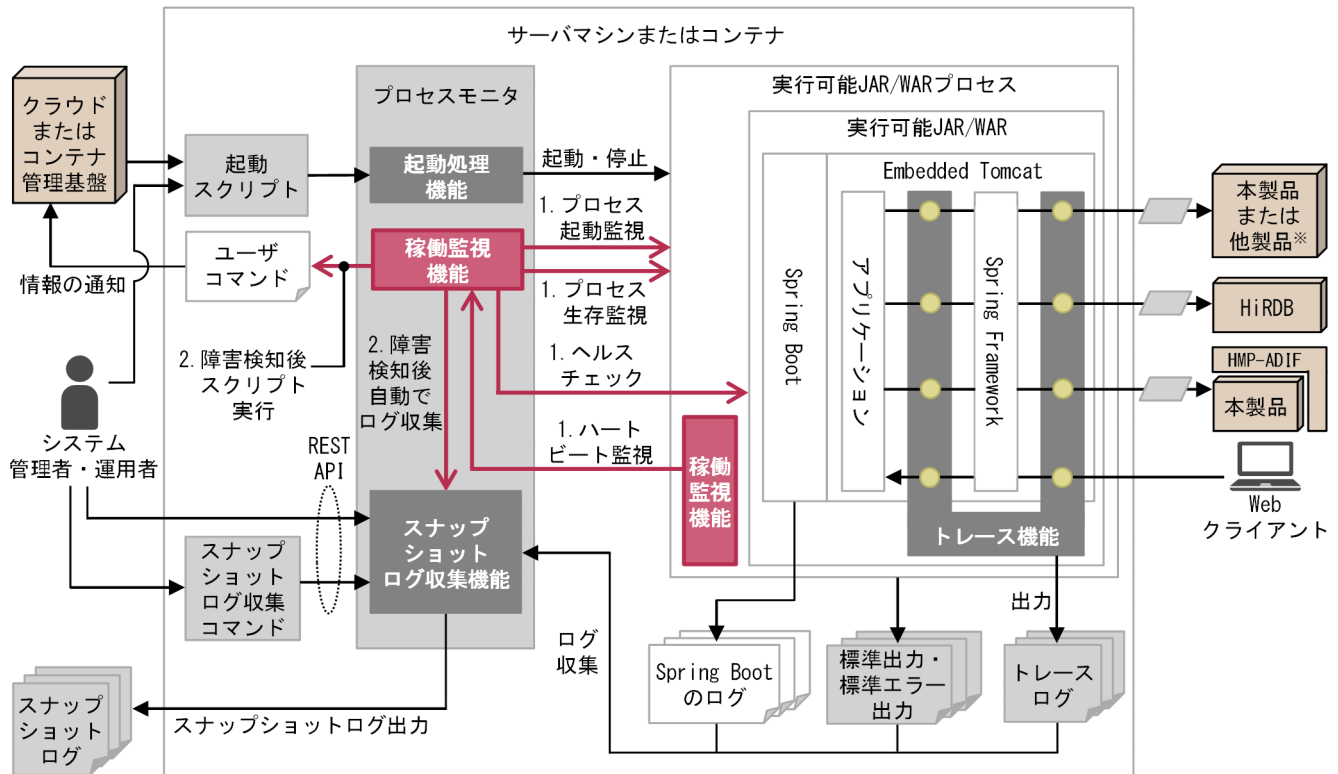 サーバマシンまたはコンテナ
クラウド
または
コンテナ
管理基盤
起動
スクリプト
プロセスモニタ
起動処理
機能
起動・停止
実行可能JAR/WARプロセス
実行可能JAR/WAR
Embedded Tomcat
Spring Boot
アプリケーション
Spring Framework
トレース機能
本製品
または
他製品※
HiRDB
HMP-ADIF
本製品
Web
クライアント
ユーザ
コマンド
情報の通知
稼働監視
機能
1.プロセス
起動監視
1.プロセス
生存監視
1.ヘルス
チェック
1.ハート
ビート監視
稼働
監視
機能
2.障害検知後
スクリプト
実行
2.障害
検知後
自動で
ログ収集
システム
管理者・運用者
REST
API
スナップ
ショット
ログ収集機能
スナップ
ショット
ログ収集
コマンド
スナップ
ショット
ログ
スナップショットログ出力
ログ
収集
Spring Boot
のログ
標準出力・
標準エラー
出力
出力
トレース
ログ